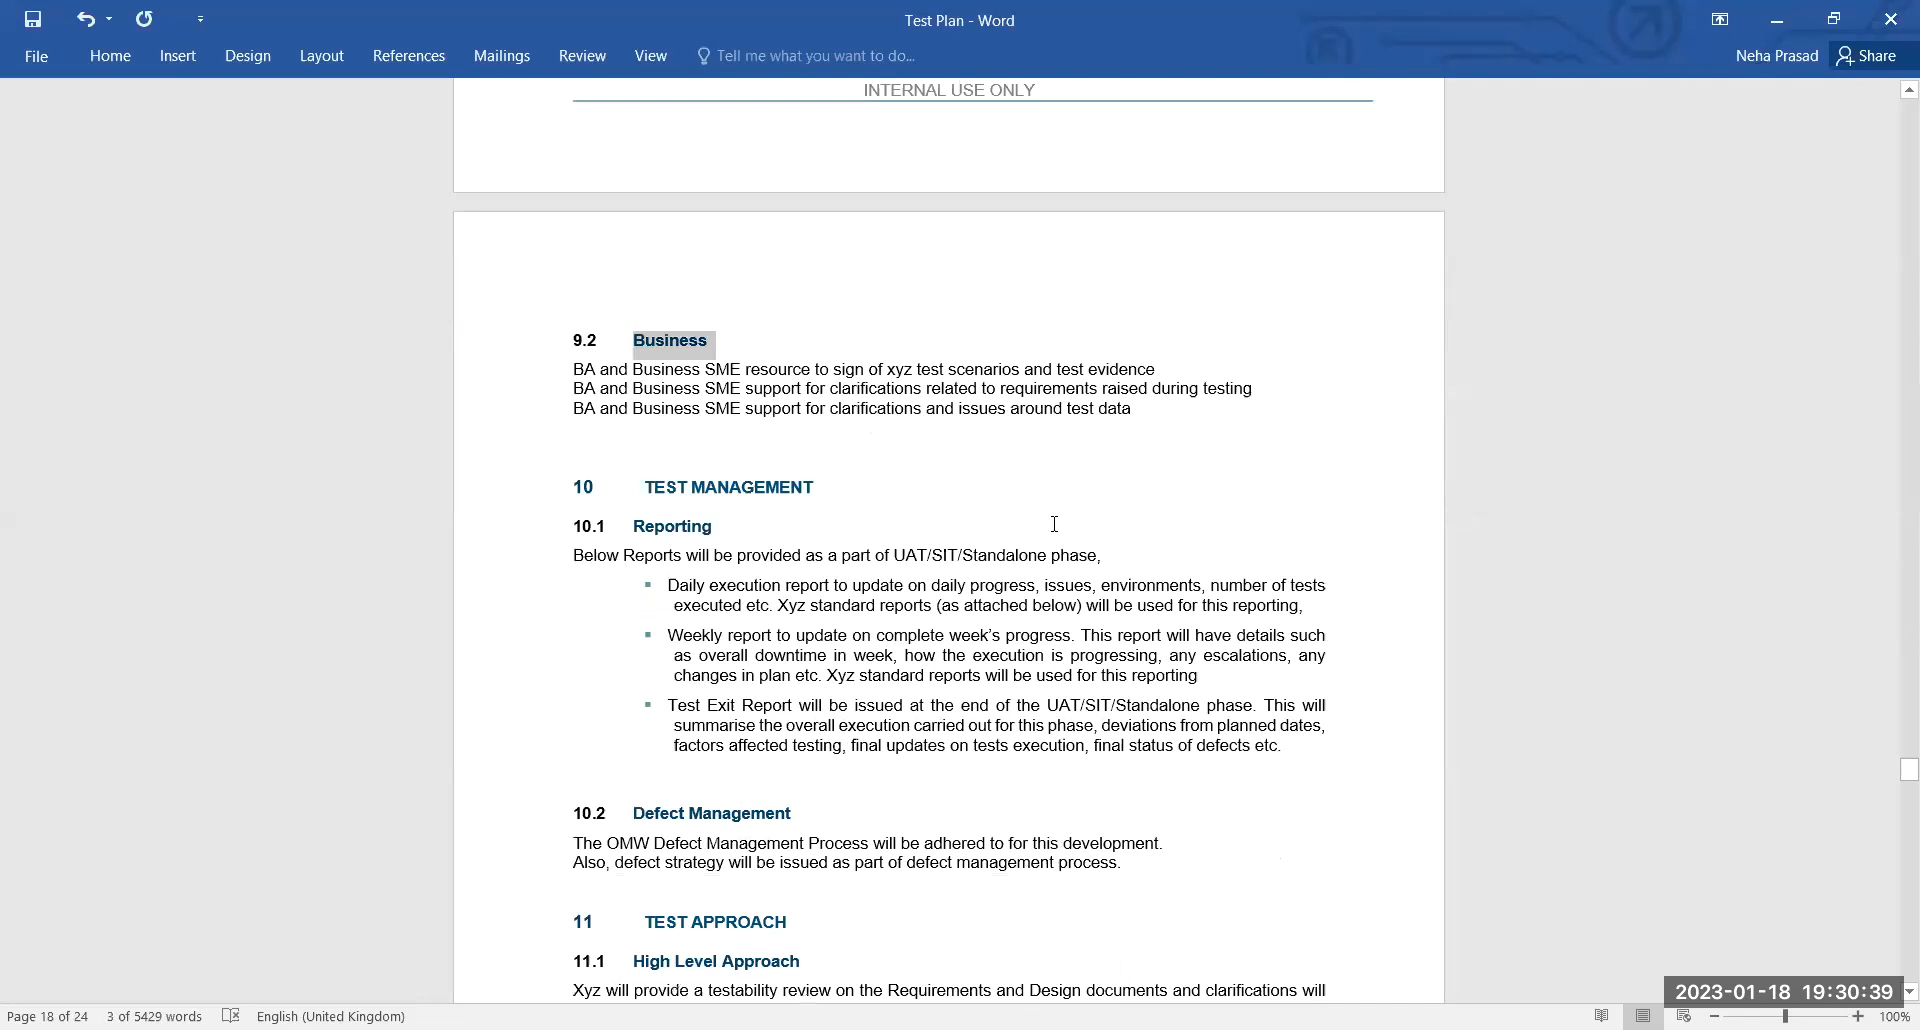 Test Plan - Word
File Home Insert Design Layout References Mailings Review View Tell me what you want to do... Neha Prasad Share
INTERNAL USE ONLY
9.2 Business
BA and Business SME resource to sign of xyz test scenarios and test evidence
BA and Business SME support for clarifications related to requirements raised during testing
BA and Business SME support for clarifications and issues around test data
10 TEST MANAGEMENT
10.1 Reporting
Below Reports will be provided as a part of UAT/SIT/Standalone phase,
▪ Daily execution report to update on daily progress, issues, environments, number of tests
executed etc. Xyz standard reports (as attached below) will be used for this reporting,
▪ Weekly report to update on complete week’s progress. This report will have details such
as overall downtime in week, how the execution is progressing, any escalations, any
changes in plan etc. Xyz standard reports will be used for this reporting
▪ Test Exit Report will be issued at the end of the UAT/SIT/Standalone phase. This will
summarise the overall execution carried out for this phase, deviations from planned dates,
factors affected testing, final updates on tests execution, final status of defects etc.
10.2 Defect Management
The OMW Defect Management Process will be adhered to for this development.
Also, defect strategy will be issued as part of defect management process.
11 TEST APPROACH
11.1 High Level Approach
Xyz will provide a testability review on the Requirements and Design documents and clarifications will
2023-01-18 19:30:39
Page 18 of 24 3 of 5429 words English (United Kingdom) 100%